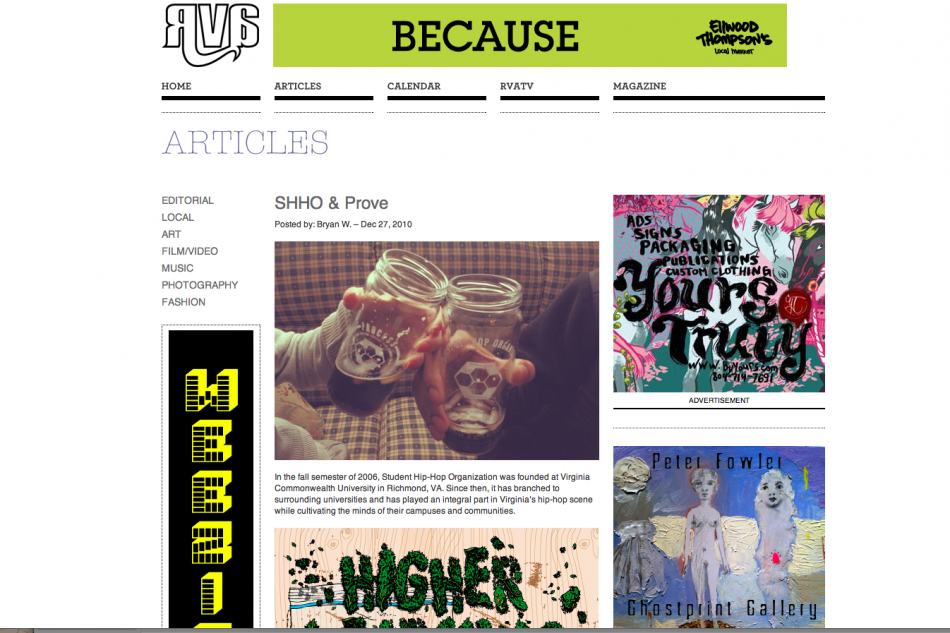 RVA
BECAUSE
Ellwood
Thompson's
Local Market
HOME
ARTICLES
CALENDAR
RVATV
MAGAZINE
ARTICLES
EDITORIAL
LOCAL
ART
FILM/VIDEO
MUSIC
PHOTOGRAPHY
FASHION
SHHO & Prove
Posted by: Bryan W. – Dec 27, 2010
In the fall semester of 2006, Student Hip-Hop Organization was founded at Virginia
Commonwealth University in Richmond, VA. Since then, it has branched to
surrounding universities and has played an integral part in Virginia's hip-hop scene
while cultivating the minds of their campuses and communities.
HIGHER
ADS
SIGNS
PACKAGING
PUBLICATIONS
CUSTOM CLOTHING
Yours
Truly
www.byyours.com
804-714-7691
ADVERTISEMENT
Peter Fowler
Ghostprint Gallery